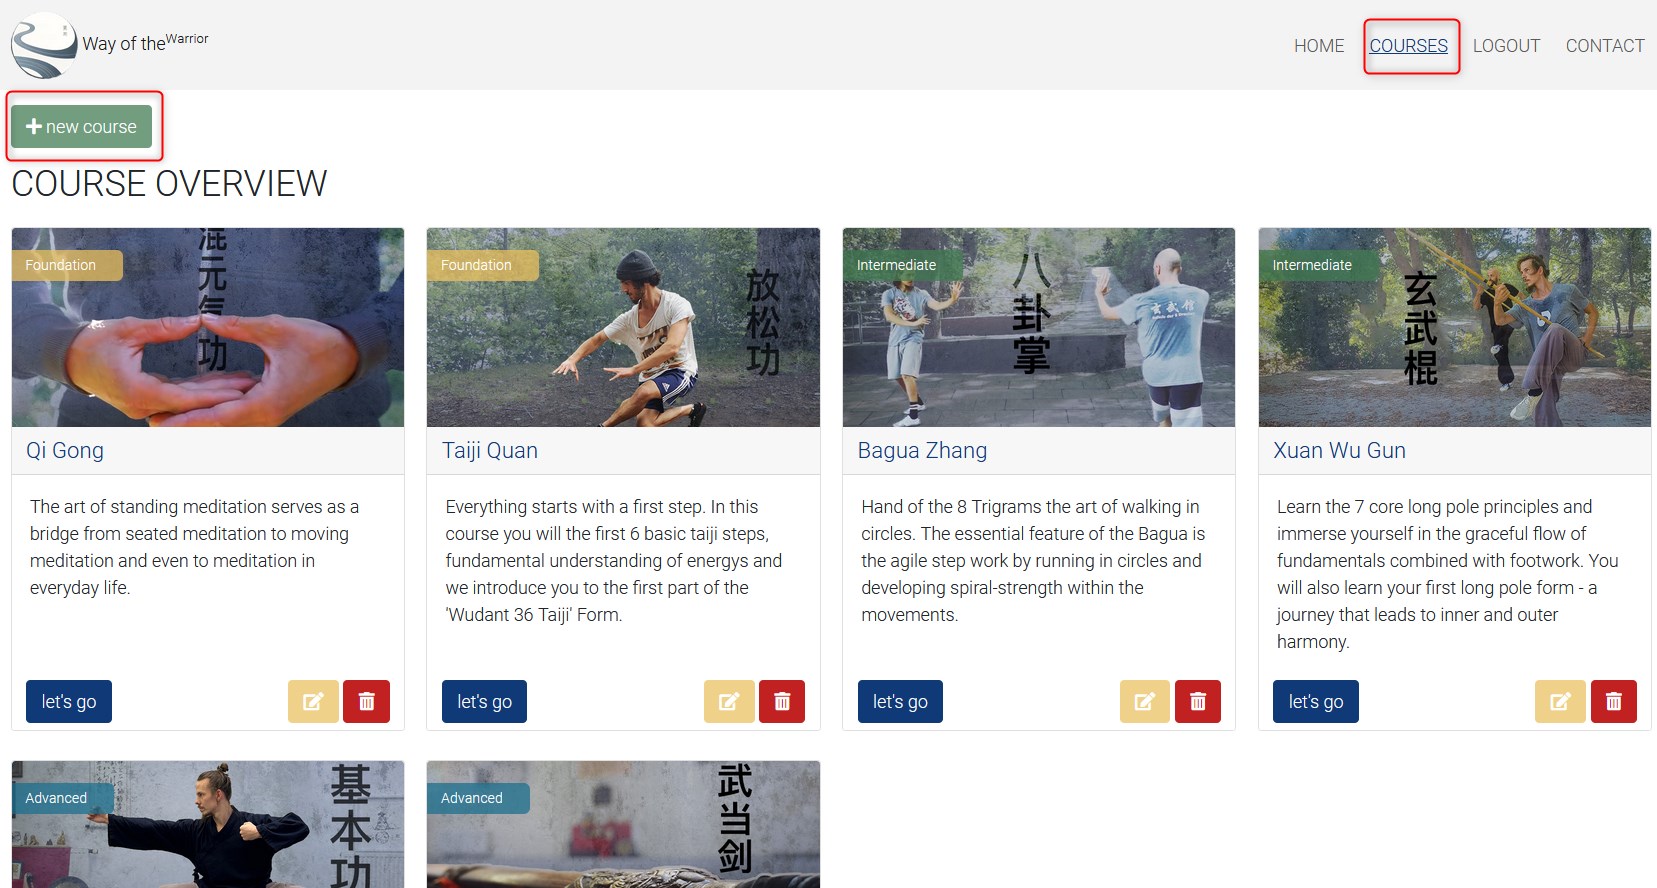 Way of theWarrior
HOME COURSES LOGOUT CONTACT
new course
COURSE OVERVIEW
Foundation
混元气功
Qi Gong
The art of standing meditation serves as a
bridge from seated meditation to moving
meditation and even to meditation in
everyday life.
let's go
Foundation
放松功
Taiji Quan
Everything starts with a first step. In this
course you will the first 6 basic taiji steps,
fundamental understanding of energys and
we introduce you to the first part of the
'Wudant 36 Taiji' Form.
let's go
Intermediate
八卦掌
玄武信
Bagua Zhang
Hand of the 8 Trigrams the art of walking in
circles. The essential feature of the Bagua is
the agile step work by running in circles and
developing spiral-strength within the
movements.
let's go
Intermediate
玄武棍
Xuan Wu Gun
Learn the 7 core long pole principles and
immerse yourself in the graceful flow of
fundamentals combined with footwork. You
will also learn your first long pole form - a
journey that leads to inner and outer
harmony.
let's go
Advanced
基本功
Advanced
武当剑